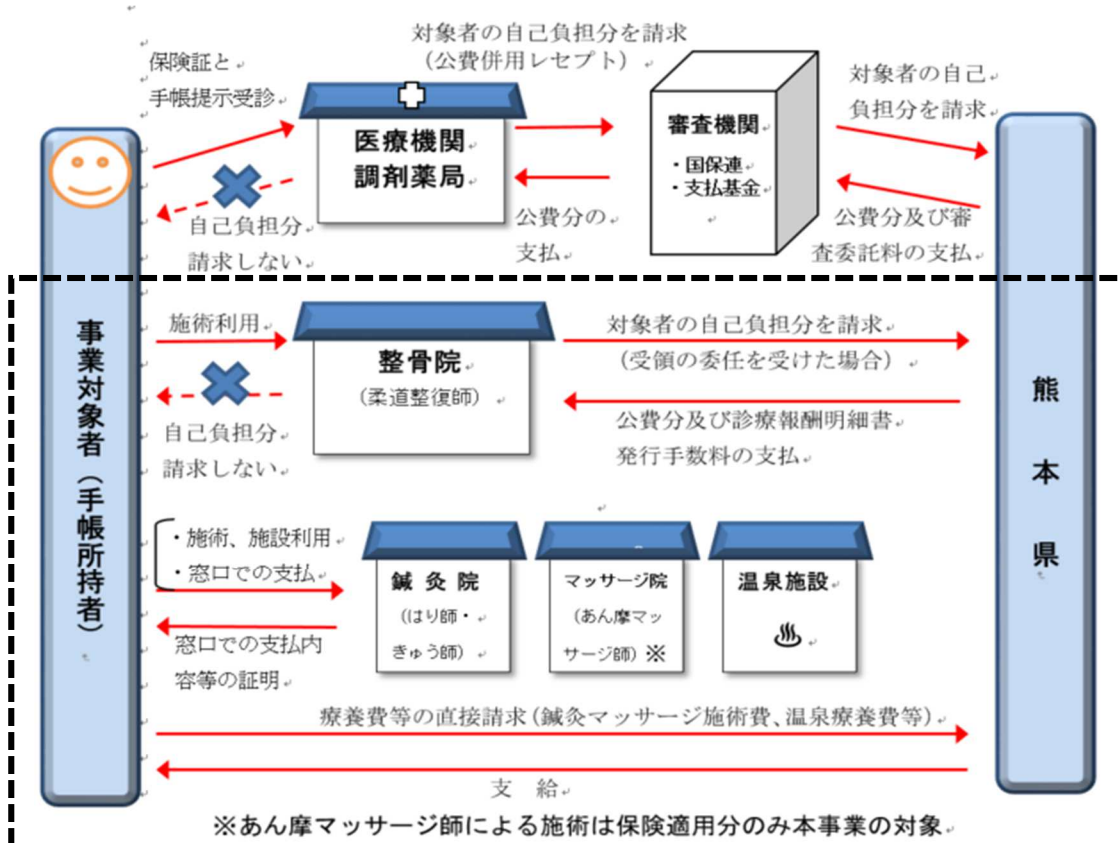 対象者の自己負担分を請求
(公費併用レセプト)
保険証と
手帳提示受診
対象者の自己
負担分を請求
医療機関
調剤薬局
審査機関
・国保連
・支払基金
自己負担分
請求しない
公費分の
支払
公費分及び審
査委託料の支払
事業対象者(手帳所持者)
熊本県
施術利用
整骨院
(柔道整復師)
対象者の自己負担分を請求
(受領の委任を受けた場合)
自己負担分
請求しない
公費分及び診療報酬明細書
発行手数料の支払
・施術、施設利用
・窓口での支払
鍼灸院
(はり師・
きゅう師)
マッサージ院
(あん摩マッ
サージ師)※
温泉施設
♨
窓口での支払内
容等の証明
療養費等の直接請求(鍼灸マッサージ施術費、温泉療養費等)
支 給
※あん摩マッサージ師による施術は保険適用分のみ本事業の対象